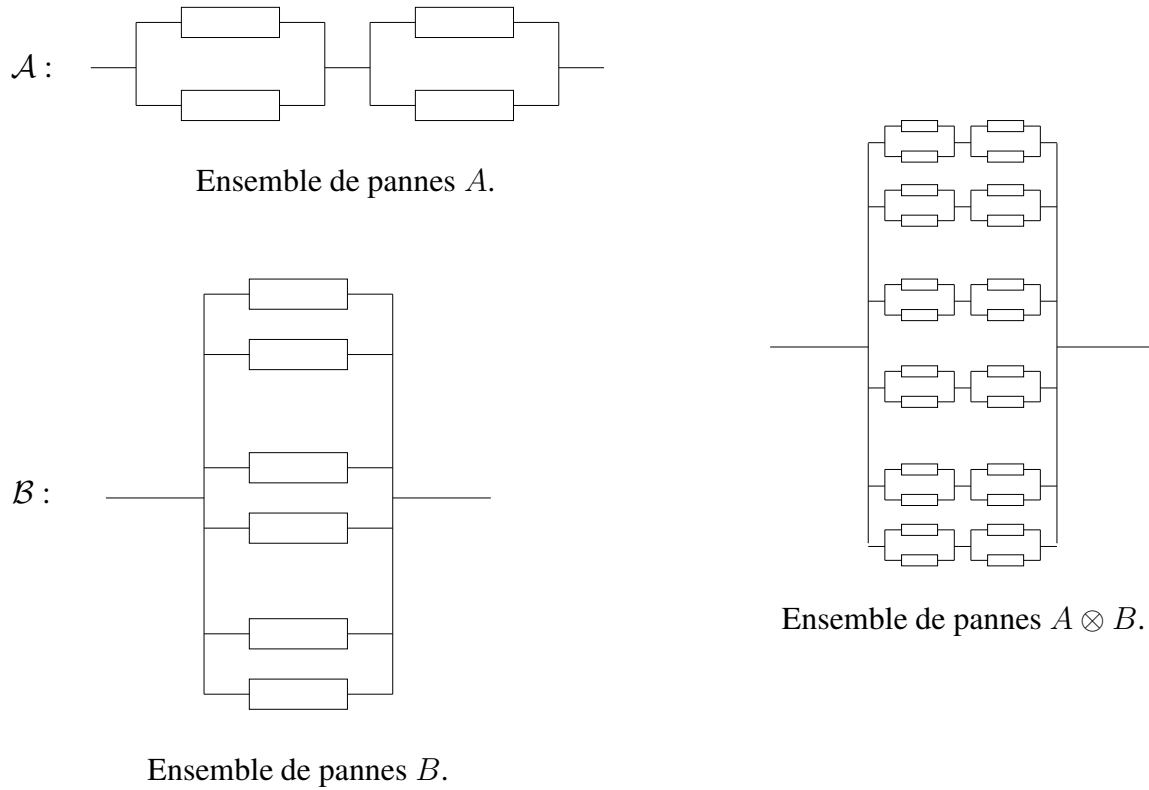 𝒜 :
Ensemble de pannes A.
ℬ :
Ensemble de pannes B.
Ensemble de pannes A ⊗ B.